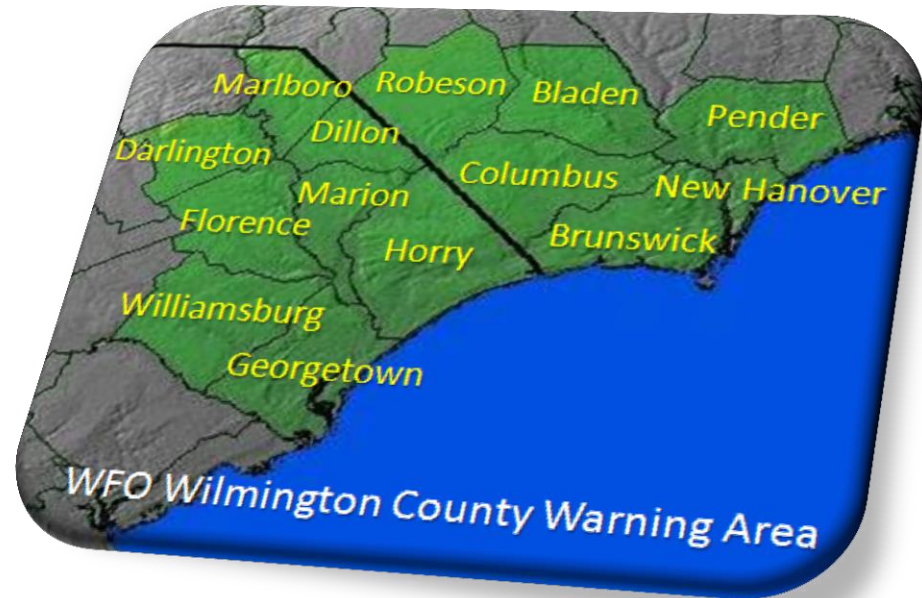 Marlboro
Robeson
Bladen
Pender
Darlington
Dillon
Marion
Columbus
New Hanover
Florence
Horry
Brunswick
Williamsburg
Georgetown
WFO Wilmington County Warning Area